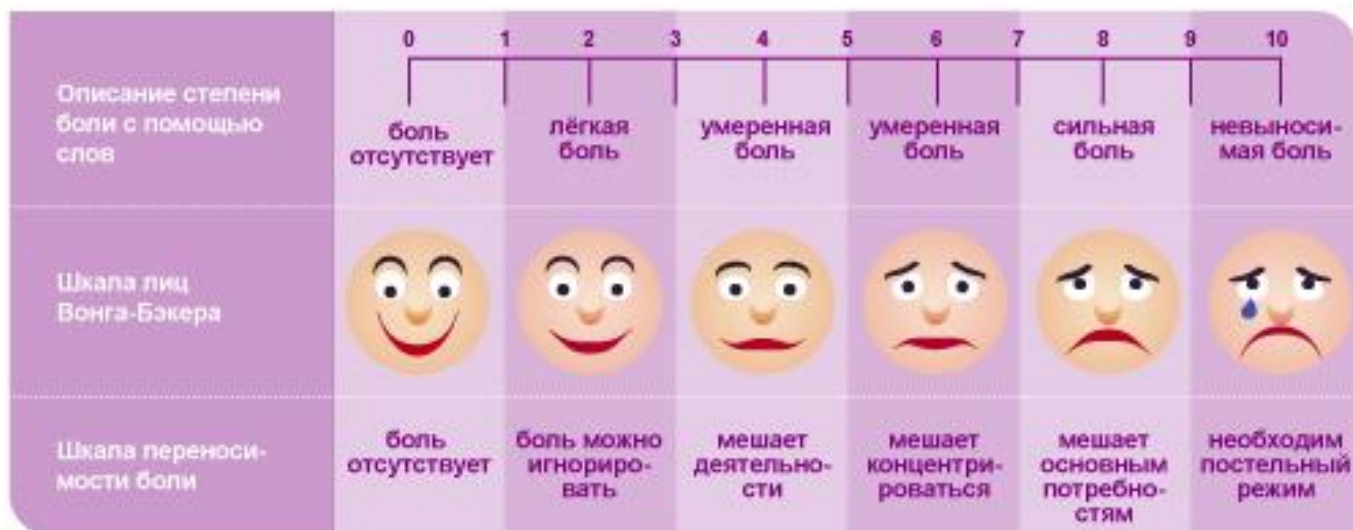 0 1 2 3 4 5 6 7 8 9 10
Описание степени
боли с помощью
слов
боль
отсутствует
лёгкая
боль
умеренная
боль
умеренная
боль
сильная
боль
невыноси-
мая боль
Шкала лиц
Вонга-Бэкера
Шкала переноси-
мости боли
боль
отсутствует
боль можно
игнориро-
вать
мешает
деятельно-
сти
мешает
концентри-
роваться
мешает
основным
потребно-
стям
необходим
постельный
режим